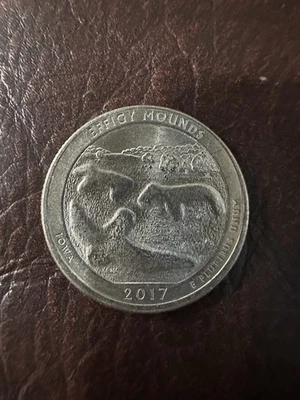 EFFIGY MOUNDS
IOWA
2017
E PLURIBUS UNUM